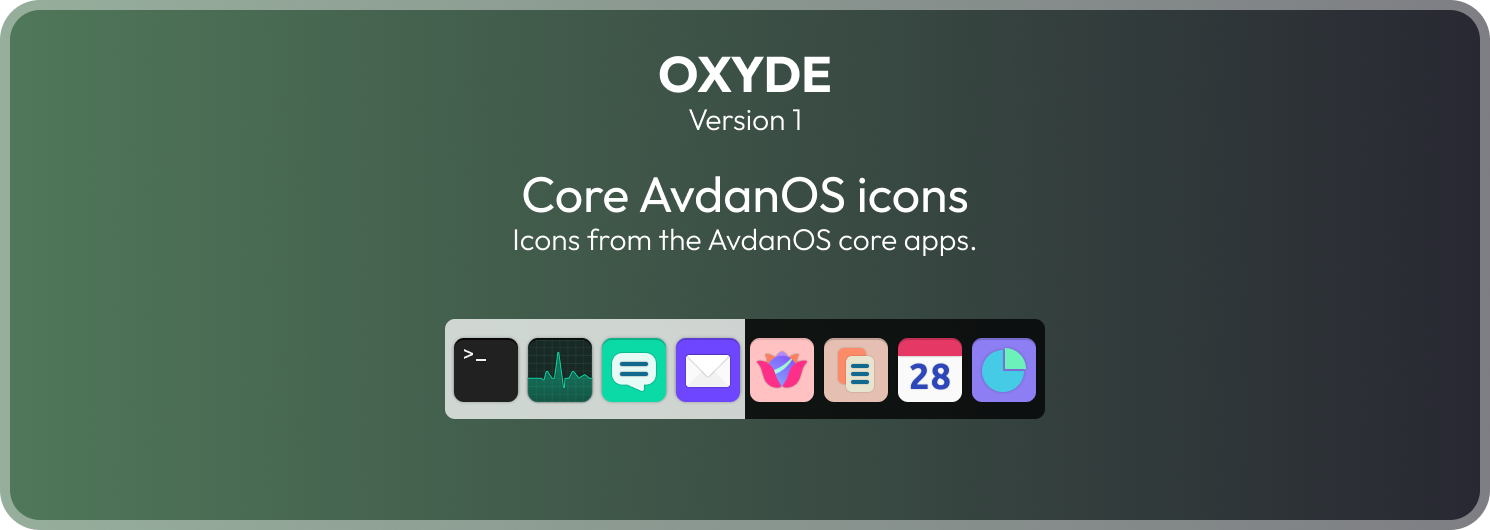 OXYDE
Version 1
Core AvdanOS icons
Icons from the AvdanOS core apps.
>_
28